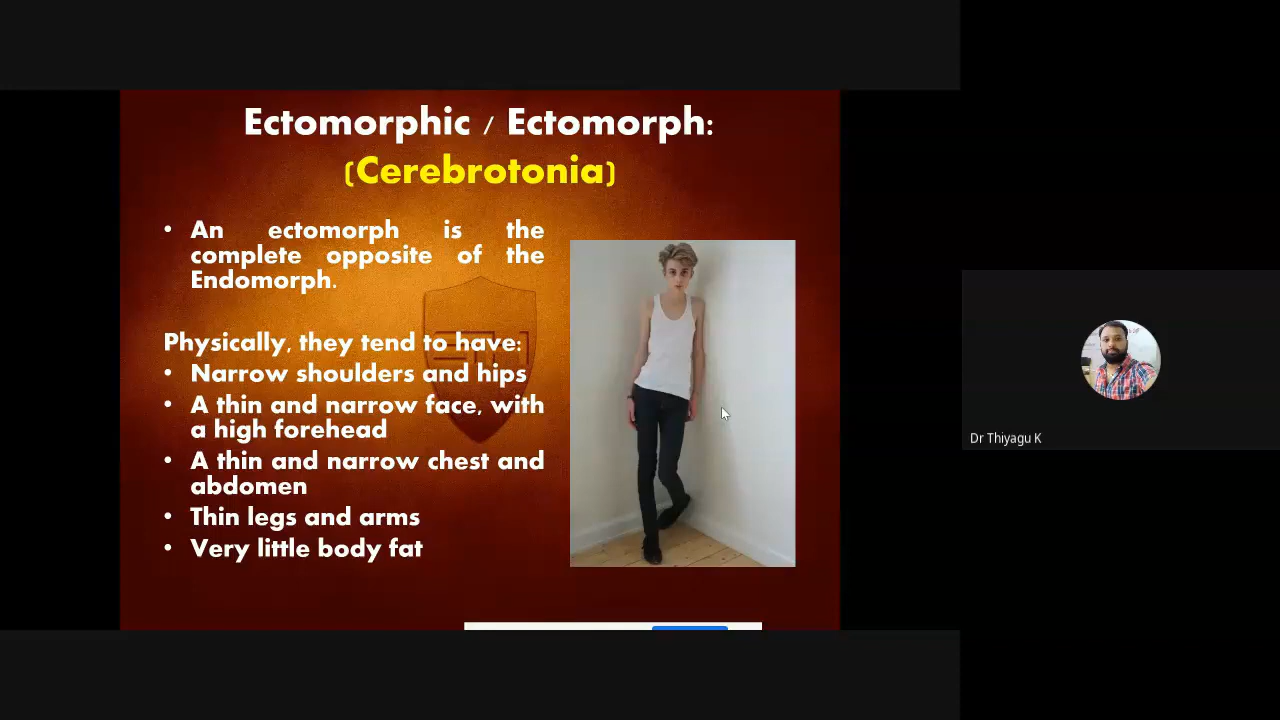 Ectomorphic / Ectomorph:
(Cerebrotonia)
• An ectomorph is the
complete opposite of the
Endomorph.
Physically, they tend to have:
• Narrow shoulders and hips
• A thin and narrow face, with
a high forehead
• A thin and narrow chest and
abdomen
• Thin legs and arms
• Very little body fat
Dr Thiyagu K